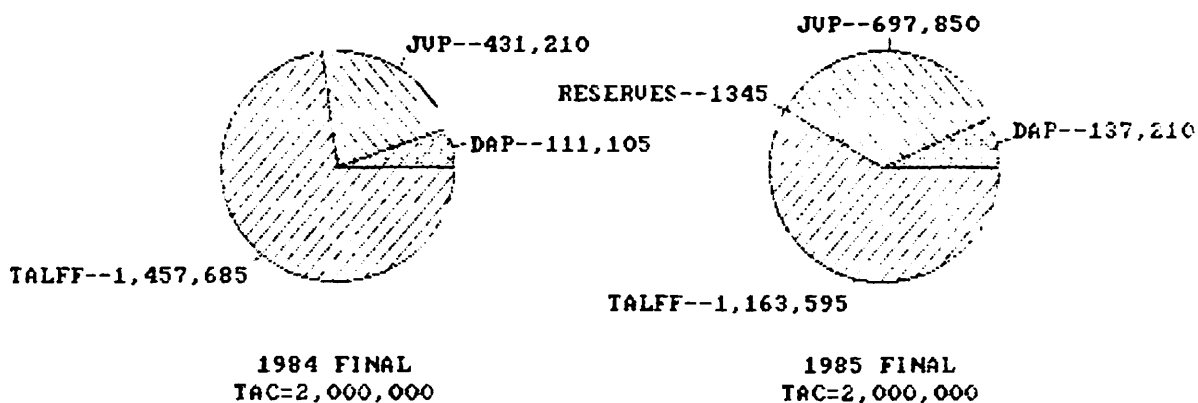 JVP--431,210
DAP--111,105
TALFF--1,457,685
1984 FINAL
TAC=2,000,000
JVP--697,850
RESERVES--1345
DAP--137,210
TALFF--1,163,595
1985 FINAL
TAC=2,000,000